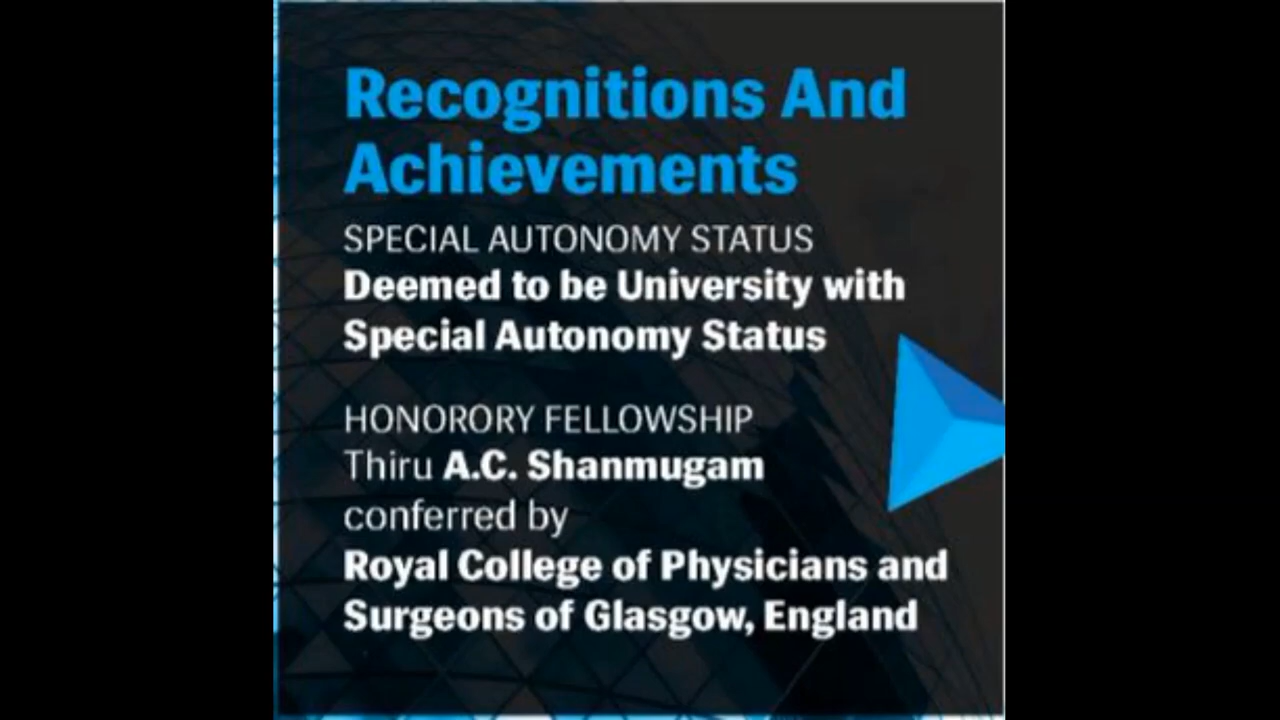 Recognitions And
Achievements
SPECIAL AUTONOMY STATUS
Deemed to be University with
Special Autonomy Status
HONORORY FELLOWSHIP
Thiru A.C. Shanmugam
conferred by
Royal College of Physicians and
Surgeons of Glasgow, England